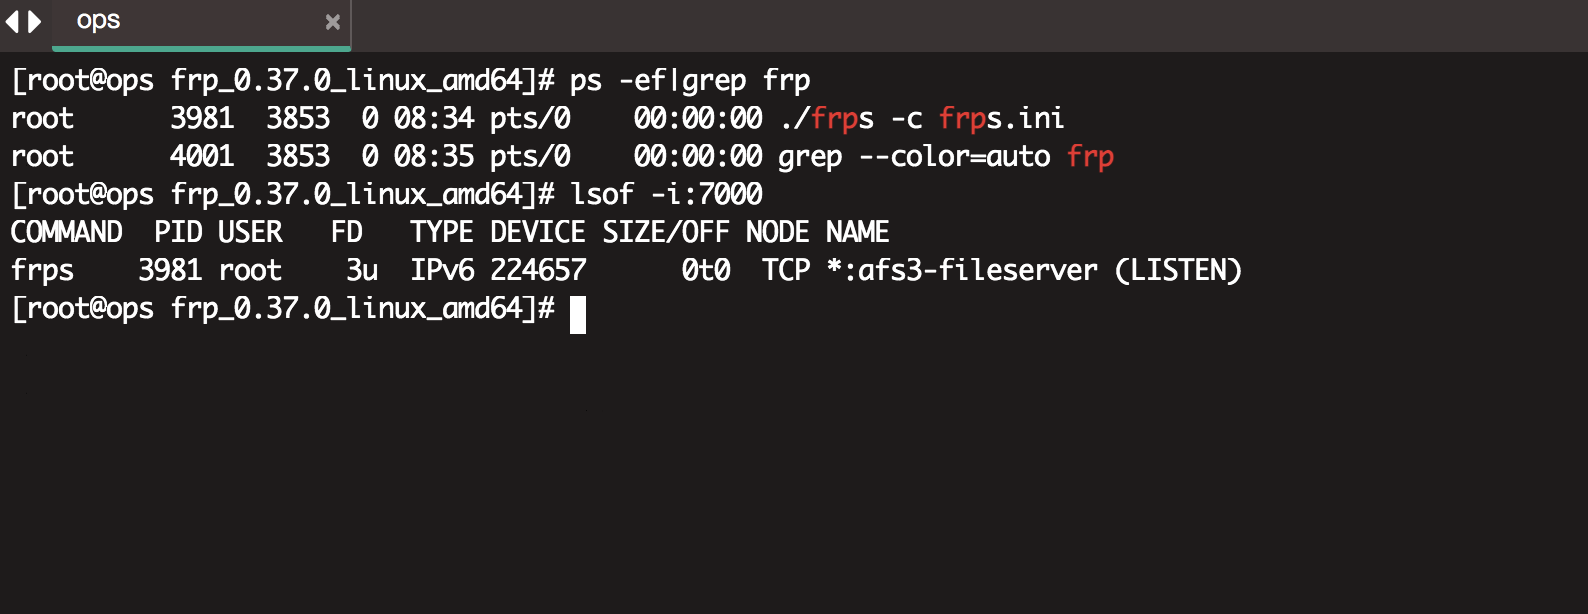 ops
[root@ops frp_0.37.0_linux_amd64]# ps -ef|grep frp
root      3981  3853  0 08:34 pts/0    00:00:00 ./frps -c frps.ini
root      4001  3853  0 08:35 pts/0    00:00:00 grep --color=auto frp
[root@ops frp_0.37.0_linux_amd64]# lsof -i:7000
COMMAND  PID USER   FD   TYPE DEVICE SIZE/OFF NODE NAME
frps    3981 root    3u  IPv6 224657      0t0  TCP *:afs3-fileserver (LISTEN)
[root@ops frp_0.37.0_linux_amd64]#